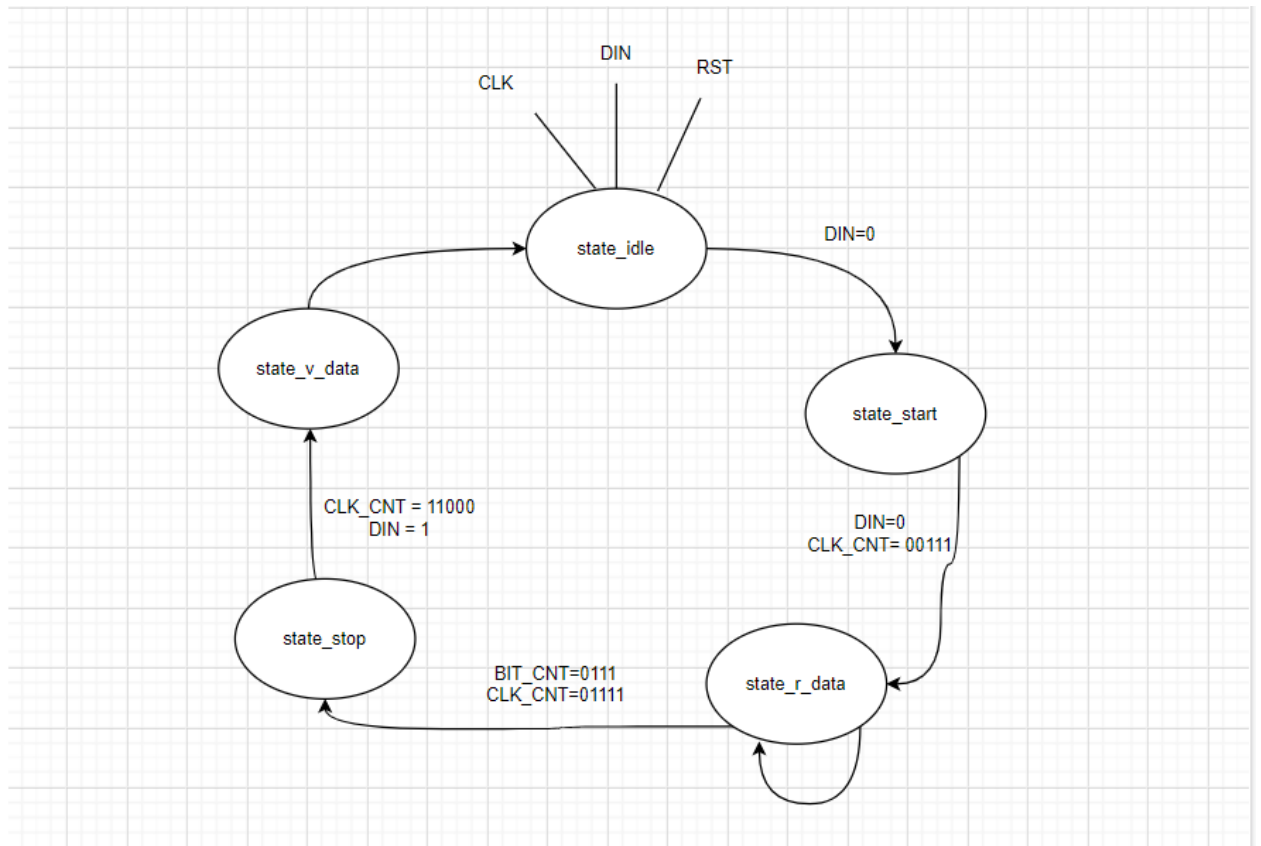 DIN
RST
CLK
DIN=0
state_idle
state_v_data
state_start
CLK_CNT = 11000
DIN = 1
DIN=0
CLK_CNT= 00111
state_stop
BIT_CNT=0111
CLK_CNT=01111
state_r_data